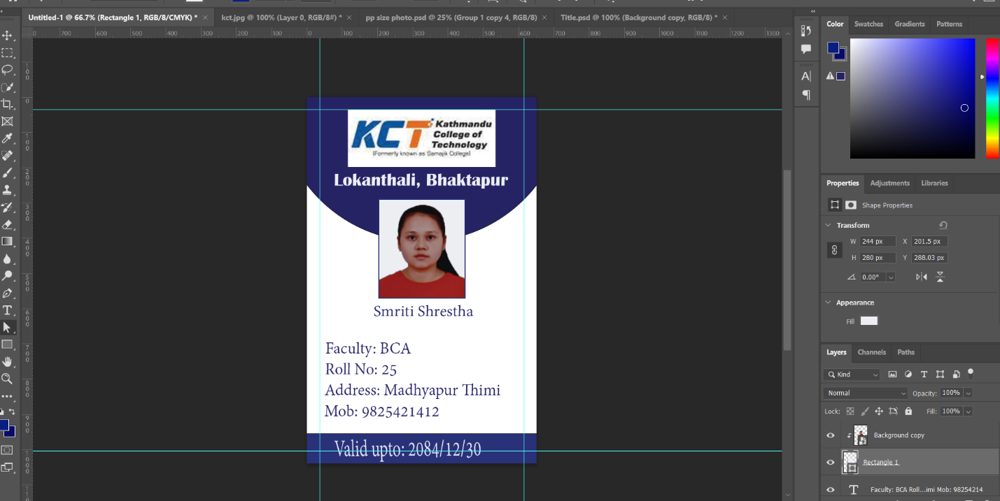 Untitled-1 @ 66.7% (Rectangle 1, RGB/8/CMYK) * ×
kct.jpg @ 100% (Layer 0, RGB/8#) * ×
pp size photo.psd @ 25% (Group 1 copy 4, RGB/8) ×
Title.psd @ 100% (Background copy, RGB/8) * ×
700 600 500 400 300 200 100 0 100 200 300 400 500 600 700 800 900 1000 1100 1200 1300
KCT
Kathmandu
College of
Technology
[Formerly known as Samajik College]
Lokanthali, Bhaktapur
Smriti Shrestha
Faculty: BCA
Roll No: 25
Address: Madhyapur Thimi
Mob: 9825421412
Valid upto: 2084/12/30
Color Swatches Gradients Patterns
Properties Adjustments Libraries
Shape Properties
Transform
W 244 px X 201.5 px
H 280 px Y 288.03 px
0.00°
Appearance
Fill
Layers Channels Paths
Kind
Normal Opacity: 100%
Lock: Fill: 100%
Background copy
Rectangle 1
Faculty: BCA Roll...imi Mob: 98254214